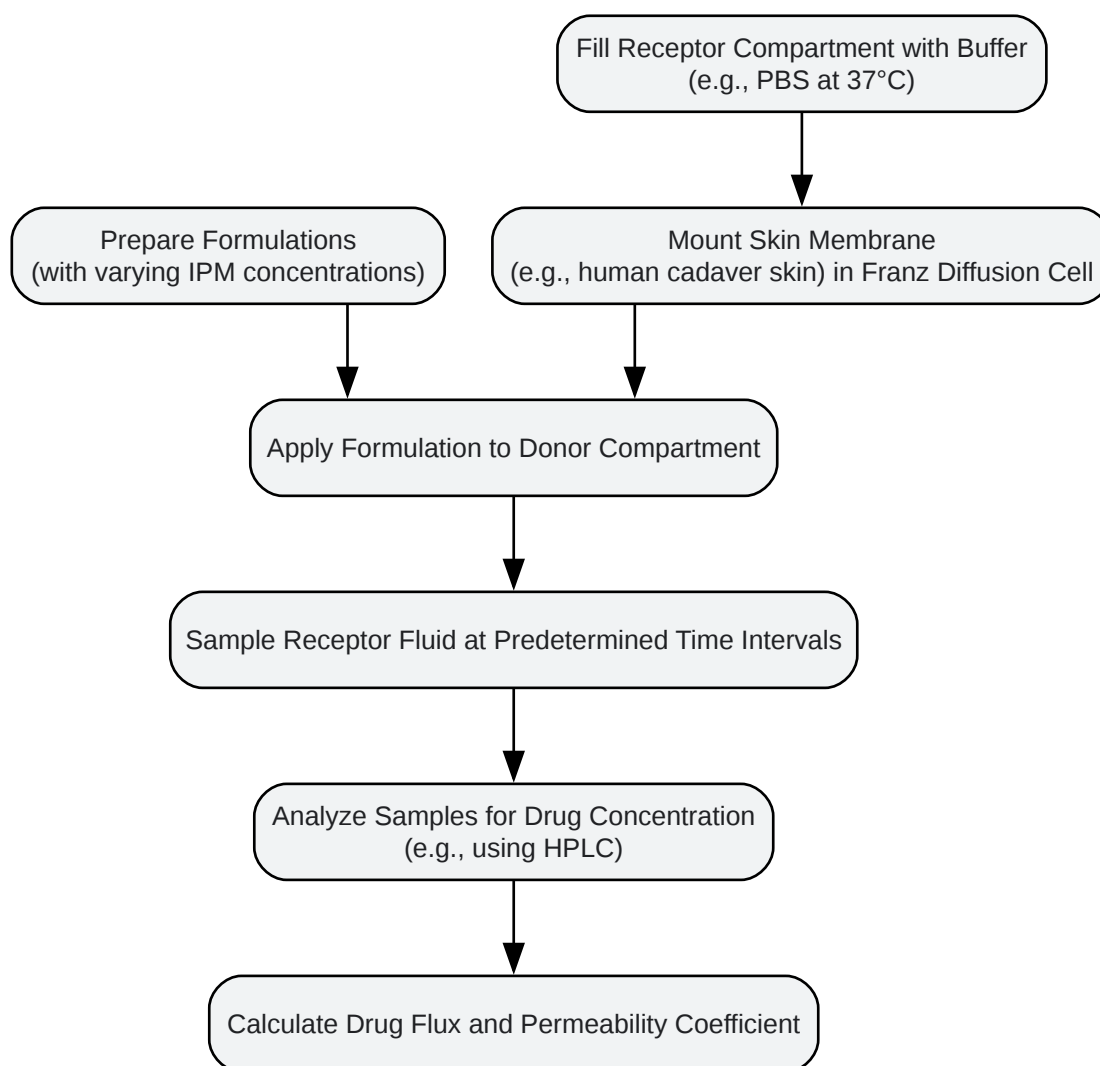 Fill Receptor Compartment with Buffer
(e.g., PBS at 37°C)
Prepare Formulations
(with varying IPM concentrations)
Mount Skin Membrane
(e.g., human cadaver skin) in Franz Diffusion Cell
Apply Formulation to Donor Compartment
Sample Receptor Fluid at Predetermined Time Intervals
Analyze Samples for Drug Concentration
(e.g., using HPLC)
Calculate Drug Flux and Permeability Coefficient